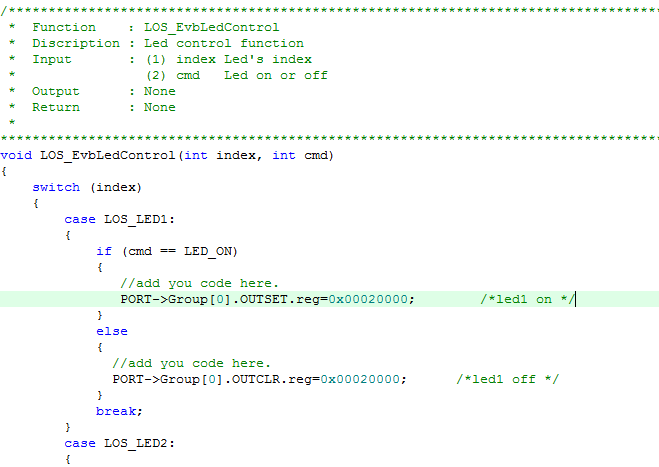 /*******************************************************************************
 *  Function    : LOS_EvbLedControl
 *  Discription : Led control function
 *  Input       : (1) index Led's index
 *                (2) cmd   Led on or off
 *  Output      : None
 *  Return      : None
 *
********************************************************************************
void LOS_EvbLedControl(int index, int cmd)
{
    switch (index)
    {
        case LOS_LED1:
        {
            if (cmd == LED_ON)
            {
               //add you code here.
               PORT->Group[0].OUTSET.reg=0x00020000;        /*led1 on */
            }
            else
            {
              //add you code here.
              PORT->Group[0].OUTCLR.reg=0x00020000;      /*led1 off */
            }
            break;
        }
        case LOS_LED2:
        {